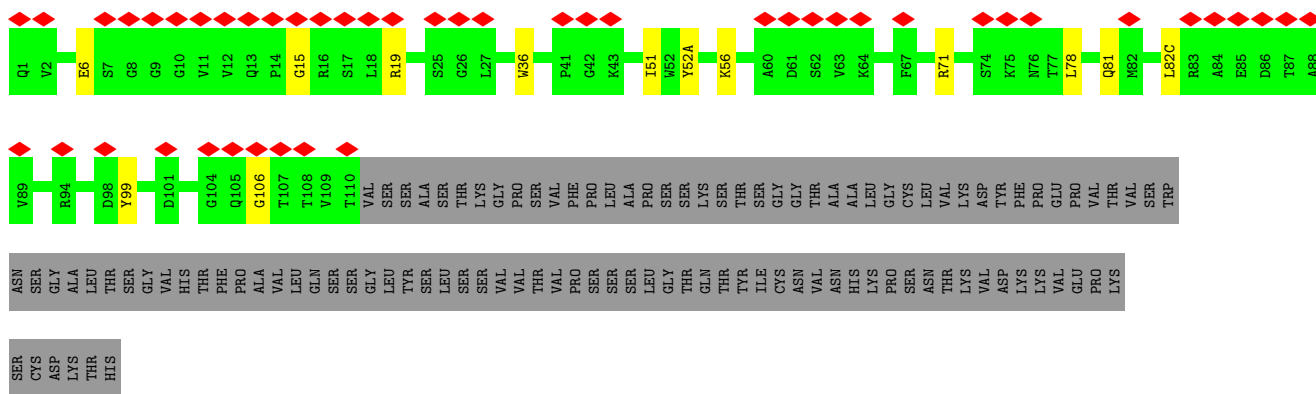 Q1 V2 E6 S7 G8 G9 G10 V11 V12 Q13 P14 G15 R16 S17 L18 R19 S25 G26 L27 W36 P41 G42 K43 I51 W52 Y52A K56 A60 D61 S62 V63 K64 F67 R71 S74 K75 N76 T77 L78 Q81 M82 L82C R83 A84 E85 D86 T87 A88
V89 R94 D98 Y99 D101 G104 Q105 G106 T107 T108 V109 T110 VAL SER SER ALA SER THR LYS GLY PRO SER VAL PHE PRO LEU ALA PRO SER SER LYS SER THR SER GLY GLY THR ALA ALA LEU GLY CYS LEU VAL LYS ASP TYR PHE PRO GLU PRO VAL THR VAL SER TRP
ASN SER GLY ALA LEU THR SER GLY VAL HIS THR PHE PRO ALA VAL LEU GLN SER SER GLY LEU TYR SER LEU SER SER VAL VAL THR VAL PRO SER SER SER LEU GLY THR GLN THR TYR ILE CYS ASN VAL ASN HIS LYS PRO SER ASN THR LYS VAL ASP LYS LYS VAL GLU PRO LYS
SER CYS ASP LYS THR HIS